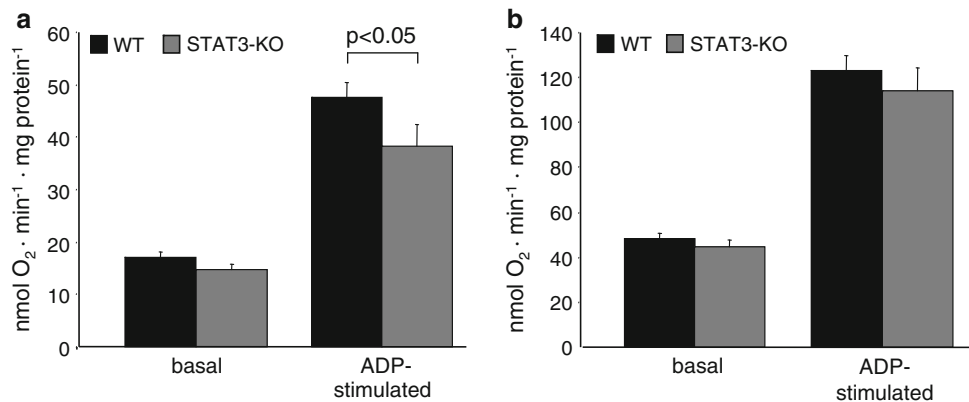 a
WT STAT3-KO
p<0.05
nmol O₂ · min⁻¹ · mg protein⁻¹
60
50
40
30
20
10
0
basal
ADP-
stimulated
b
WT STAT3-KO
nmol O₂ · min⁻¹ · mg protein⁻¹
140
120
100
80
60
40
20
0
basal
ADP-
stimulated